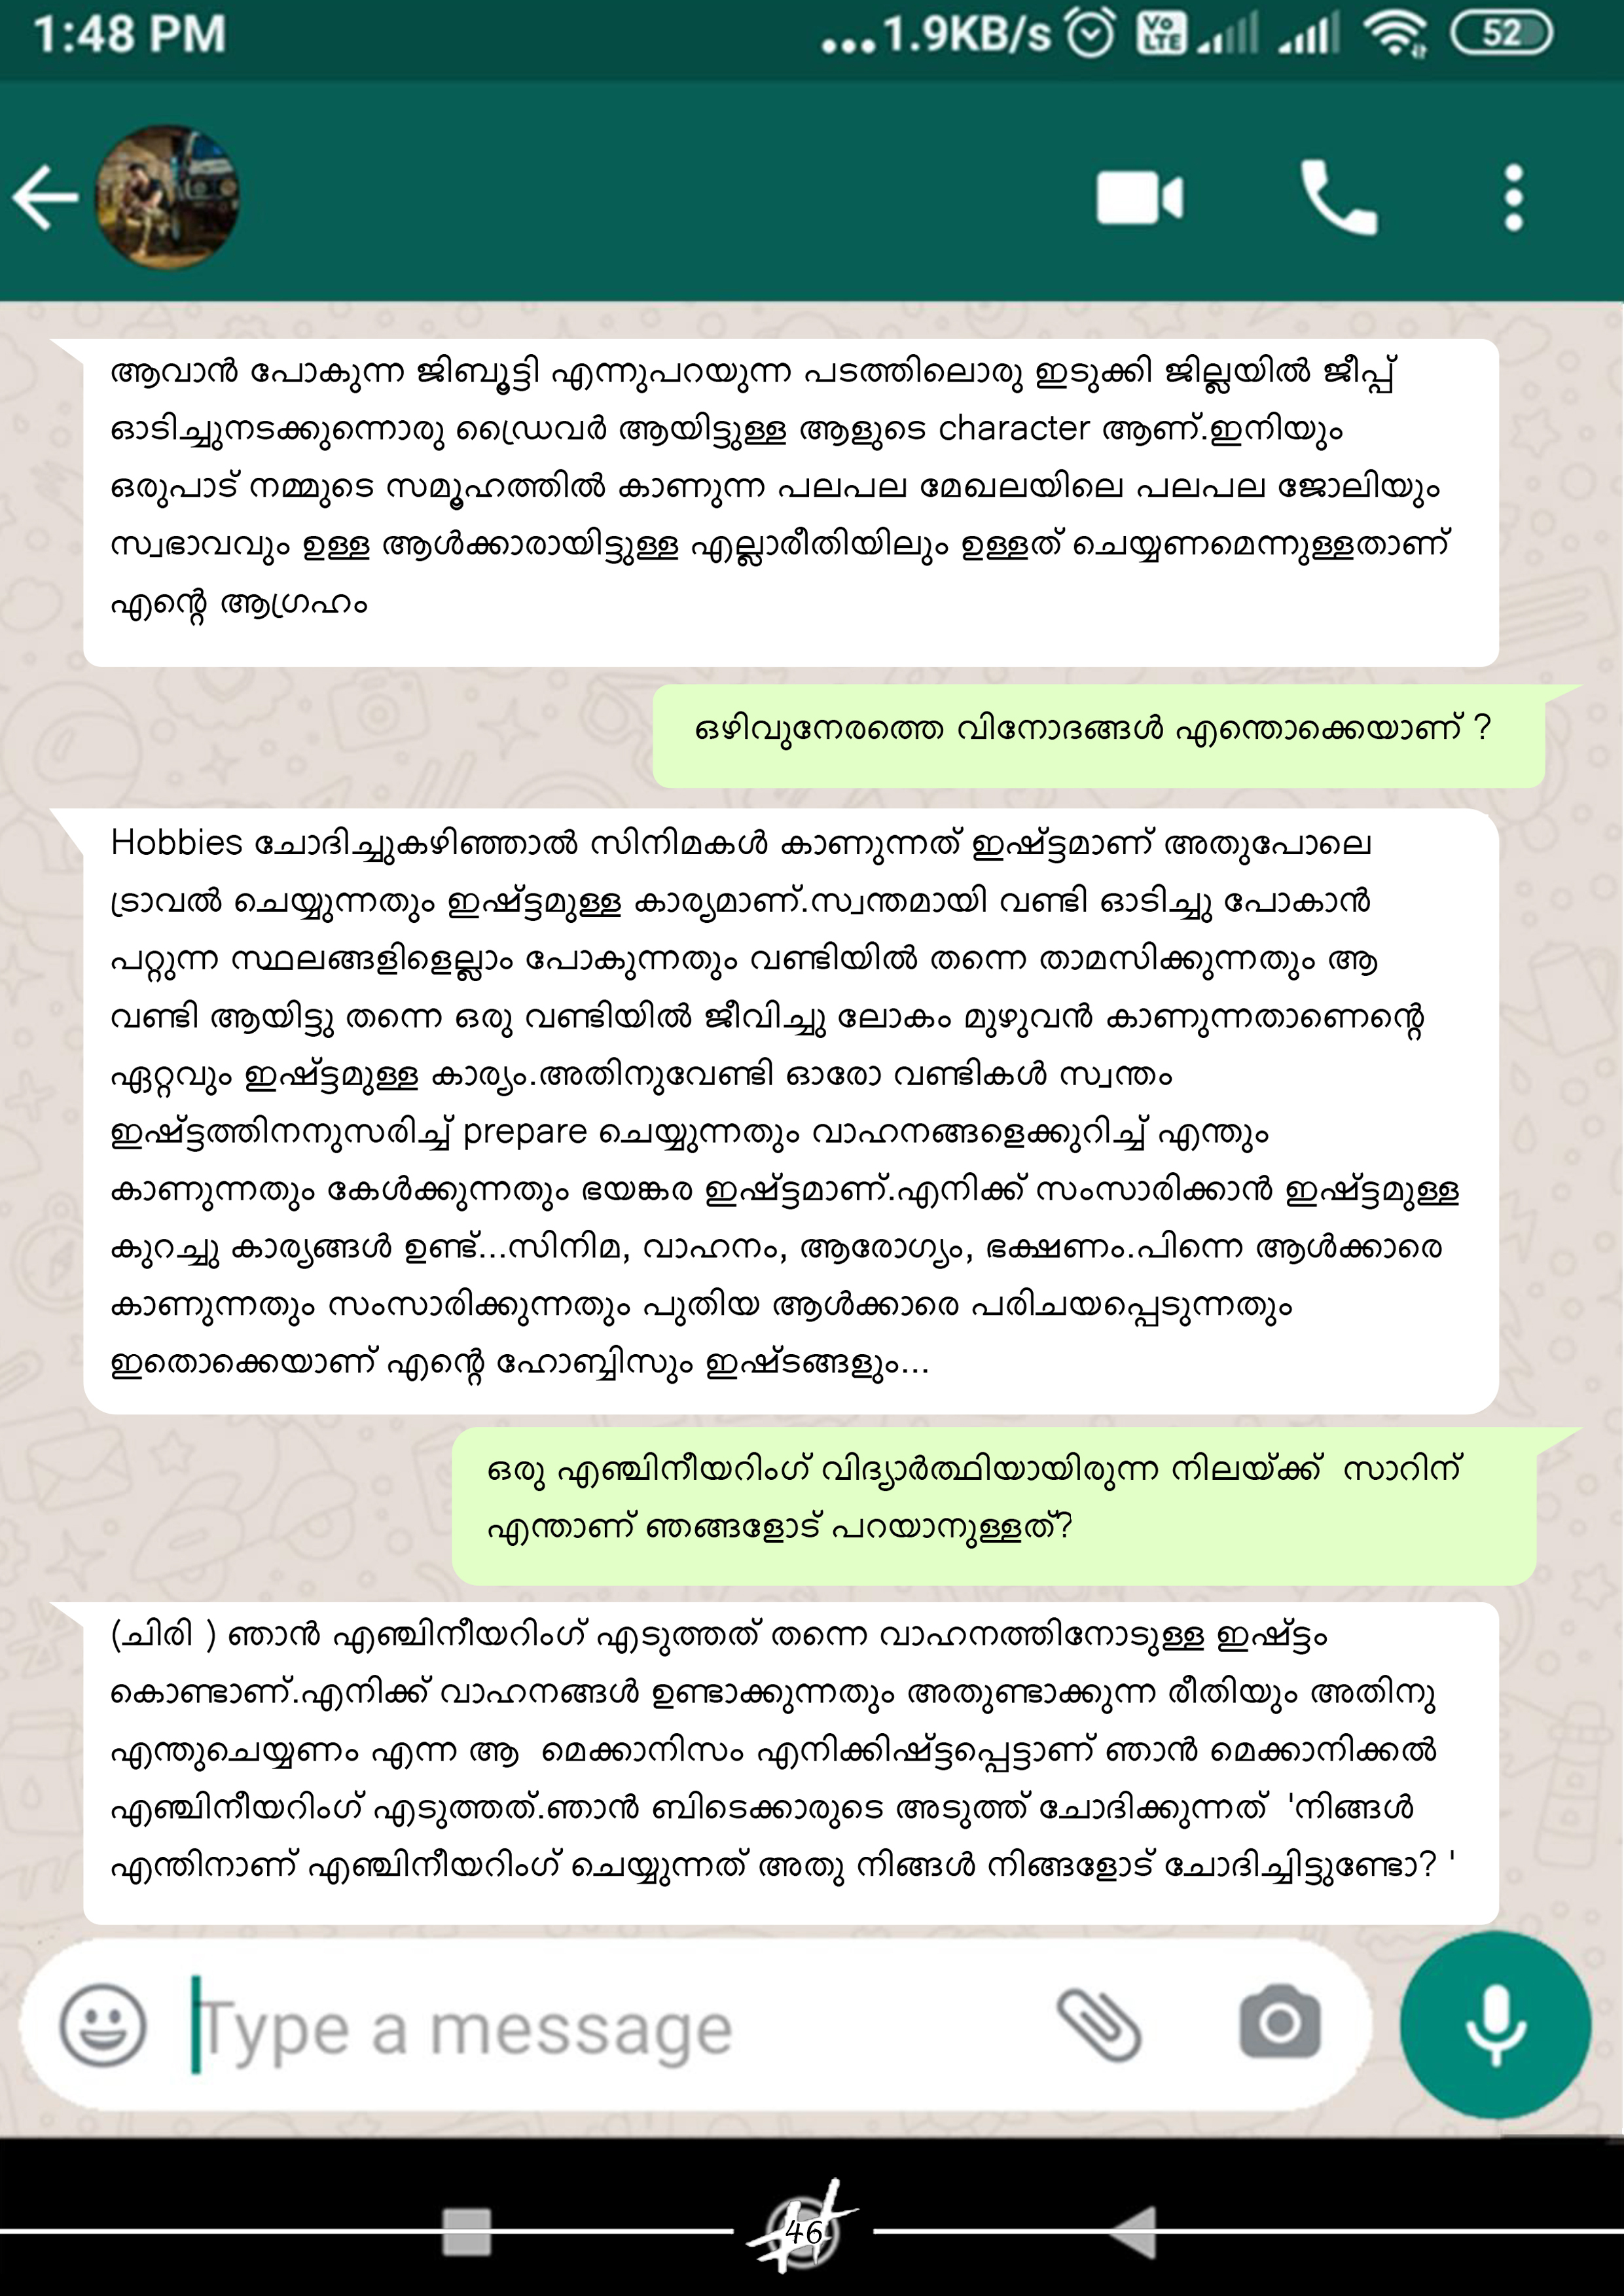 1:48 PM ...1.9KB/s Vo LTE 52
ആവാൻ പോകുന്ന ജിബൂട്ടി എന്നുപറയുന്ന പടത്തിലൊരു ഇടുക്കി ജില്ലയിൽ ജീപ്പ്
ഓടിച്ചുനടക്കുന്നൊരു ഡ്രൈവർ ആയിട്ടുള്ള ആളുടെ character ആണ്.ഇനിയും
ഒരുപാട് നമ്മുടെ സമൂഹത്തിൽ കാണുന്ന പലപല മേഖലയിലെ പലപല ജോലിയും
സ്വഭാവവും ഉള്ള ആൾക്കാരായിട്ടുള്ള എല്ലാരീതിയിലും ഉള്ളത് ചെയ്യണമെന്നുള്ളതാണ്
എന്റെ ആഗ്രഹം
ഒഴിവുനേരത്തെ വിനോദങ്ങൾ എന്തൊക്കെയാണ് ?
Hobbies ചോദിച്ചുകഴിഞ്ഞാൽ സിനിമകൾ കാണുന്നത് ഇഷ്ട്ടമാണ് അതുപോലെ
ട്രാവൽ ചെയ്യുന്നതും ഇഷ്ട്ടമുള്ള കാര്യമാണ്.സ്വന്തമായി വണ്ടി ഓടിച്ചു പോകാൻ
പറ്റുന്ന സ്ഥലങ്ങളിളെല്ലാം പോകുന്നതും വണ്ടിയിൽ തന്നെ താമസിക്കുന്നതും ആ
വണ്ടി ആയിട്ടു തന്നെ ഒരു വണ്ടിയിൽ ജീവിച്ചു ലോകം മുഴുവൻ കാണുന്നതാണെന്റെ
ഏറ്റവും ഇഷ്ട്ടമുള്ള കാര്യം.അതിനുവേണ്ടി ഓരോ വണ്ടികൾ സ്വന്തം
ഇഷ്ട്ടത്തിനനുസരിച്ച് prepare ചെയ്യുന്നതും വാഹനങ്ങളെക്കുറിച്ച് എന്തും
കാണുന്നതും കേൾക്കുന്നതും ഭയങ്കര ഇഷ്ട്ടമാണ്.എനിക്ക് സംസാരിക്കാൻ ഇഷ്ട്ടമുള്ള
കുറച്ചു കാര്യങ്ങൾ ഉണ്ട്...സിനിമ, വാഹനം, ആരോഗ്യം, ഭക്ഷണം.പിന്നെ ആൾക്കാരെ
കാണുന്നതും സംസാരിക്കുന്നതും പുതിയ ആൾക്കാരെ പരിചയപ്പെടുന്നതും
ഇതൊക്കെയാണ് എന്റെ ഹോബ്ബിസും ഇഷ്ടങ്ങളും...
ഒരു എഞ്ചിനീയറിംഗ് വിദ്യാർത്ഥിയായിരുന്ന നിലയ്ക്ക് സാറിന്
എന്താണ് ഞങ്ങളോട് പറയാനുള്ളത്?
(ചിരി ) ഞാൻ എഞ്ചിനീയറിംഗ് എടുത്തത് തന്നെ വാഹനത്തിനോടുള്ള ഇഷ്ട്ടം
കൊണ്ടാണ്.എനിക്ക് വാഹനങ്ങൾ ഉണ്ടാക്കുന്നതും അതുണ്ടാക്കുന്ന രീതിയും അതിനു
എന്തുചെയ്യണം എന്ന ആ മെക്കാനിസം എനിക്കിഷ്ട്ടപ്പെട്ടാണ് ഞാൻ മെക്കാനിക്കൽ
എഞ്ചിനീയറിംഗ് എടുത്തത്.ഞാൻ ബിടെക്കാരുടെ അടുത്ത് ചോദിക്കുന്നത് 'നിങ്ങൾ
എന്തിനാണ് എഞ്ചിനീയറിംഗ് ചെയ്യുന്നത് അതു നിങ്ങൾ നിങ്ങളോട് ചോദിച്ചിട്ടുണ്ടോ? '
Type a message
46